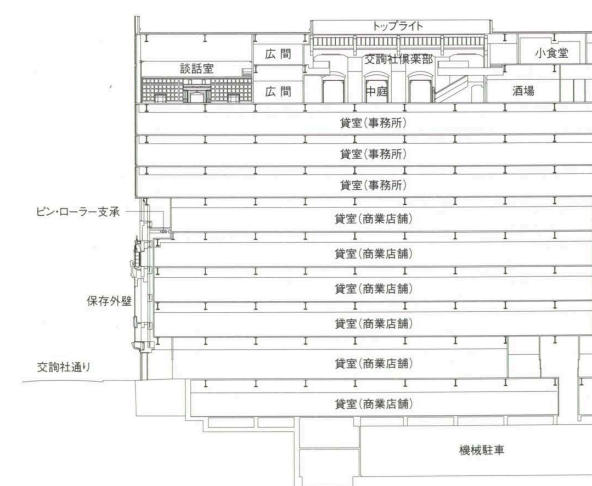 トップライト
広間
交詢社倶楽部
小食堂
談話室
広間
中庭
酒場
貸室（事務所）
貸室（事務所）
貸室（事務所）
ピン・ローラー支承
貸室（商業店舗）
貸室（商業店舗）
貸室（商業店舗）
保存外壁
貸室（商業店舗）
交詢社通り
貸室（商業店舗）
貸室（商業店舗）
機械駐車